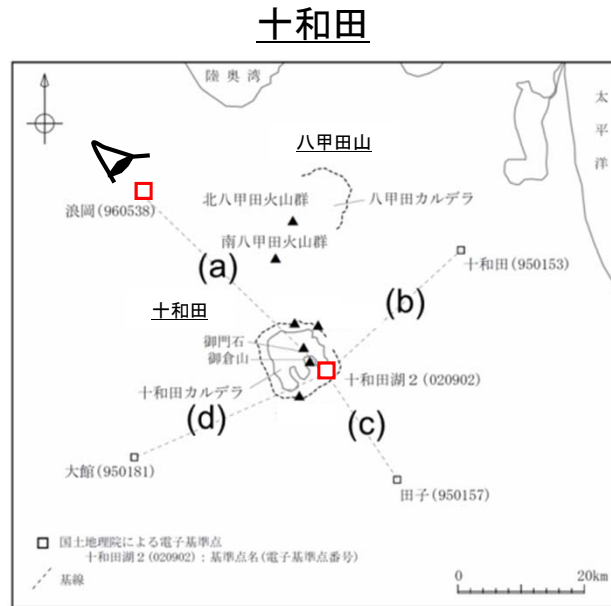 十和田
陸奥湾
太平洋
八甲田山
北八甲田火山群
八甲田カルデラ
浪岡(960538)
南八甲田火山群
(a)
十和田(950153)
(b)
十和田
御門石
御倉山
十和田湖2(020902)
十和田カルデラ
(d)
(c)
大館(950181)
田子(950157)
国土地理院による電子基準点
十和田湖2(020902):基準点名(電子基準点番号)
基線
0 20km